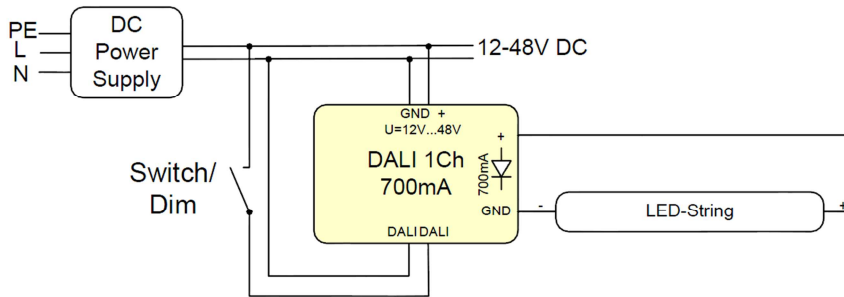 PE
L
N
DC
Power
Supply
12-48V DC
GND +
U=12V...48V
DALI 1Ch
700mA
+
700mA
GND
DALI DALI
Switch/
Dim
-
LED-String
+